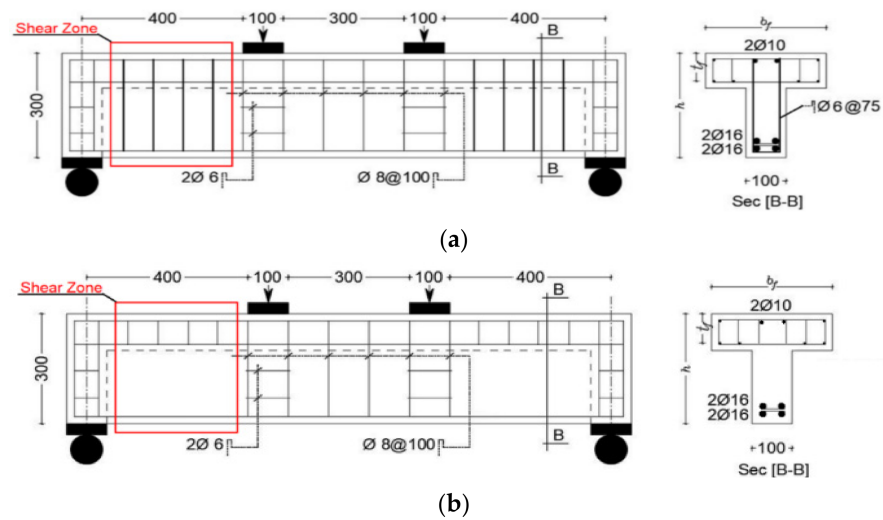 400 100 300 100 400
Shear Zone
B
300
2Ø 6
Ø 8@100
B
b_f
2Ø10
t_f
h
Ø 6@75
2Ø16
2Ø16
100
Sec [B-B]
(a)
400 100 300 100 400
Shear Zone
B
300
2Ø 6
Ø 8@100
B
b_f
2Ø10
t_f
h
2Ø16
2Ø16
100
Sec [B-B]
(b)